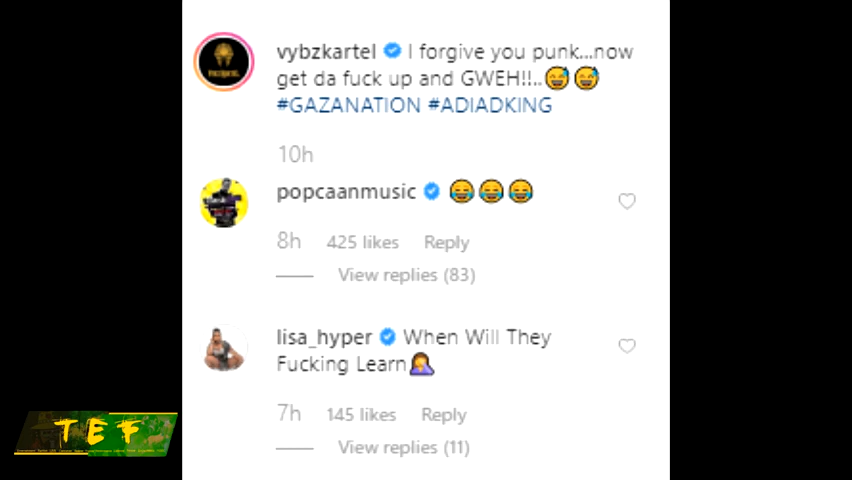 vybzkartel I forgive you punk...now
get da fuck up and GWEH!!..😅😅
#GAZANATION #ADIADKING
10h
popcaanmusic 😂😂😂
8h 425 likes Reply
View replies (83)
lisa_hyper When Will They
Fucking Learn🤦‍♀️
7h 145 likes Reply
View replies (11)
TEF